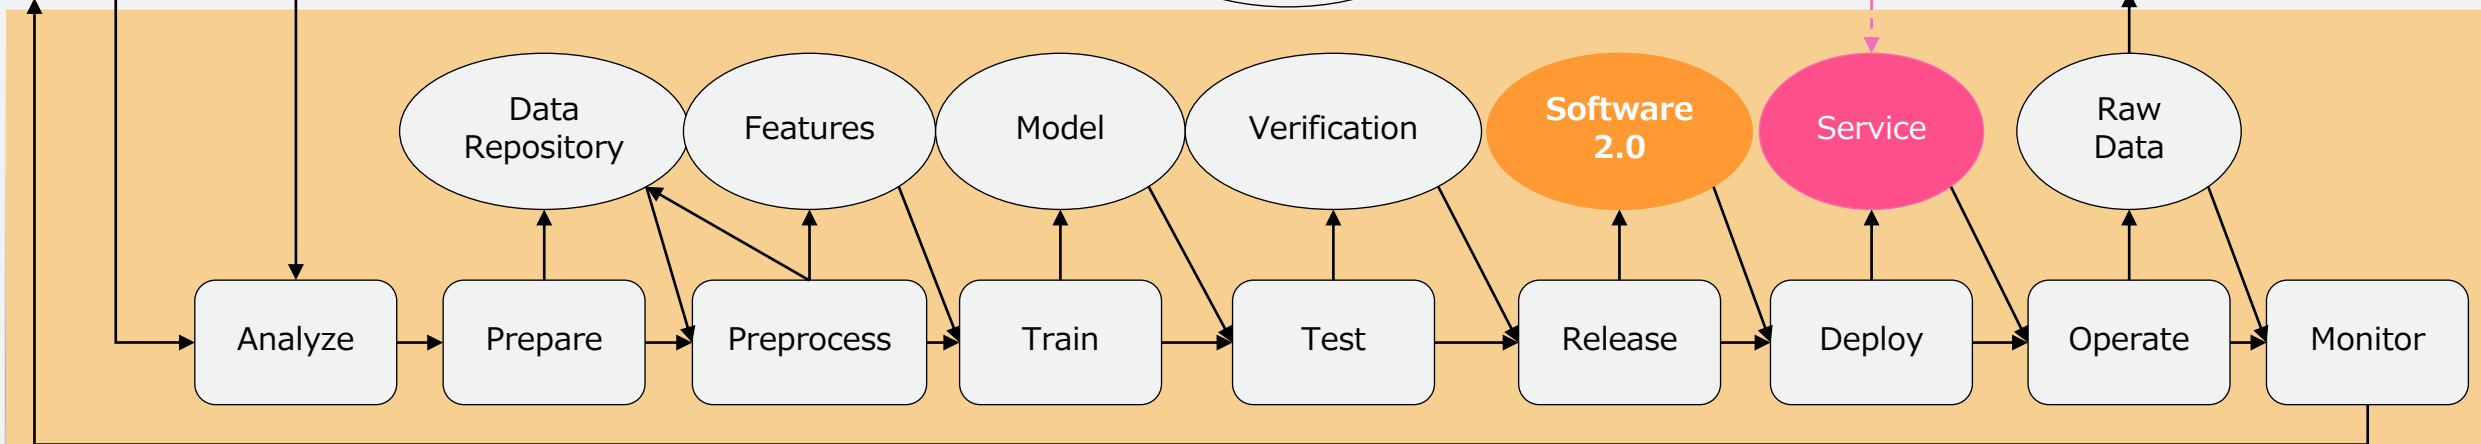 Data
Repository
Features
Model
Verification
Software
2.0
Service
Raw
Data
Analyze
Prepare
Preprocess
Train
Test
Release
Deploy
Operate
Monitor